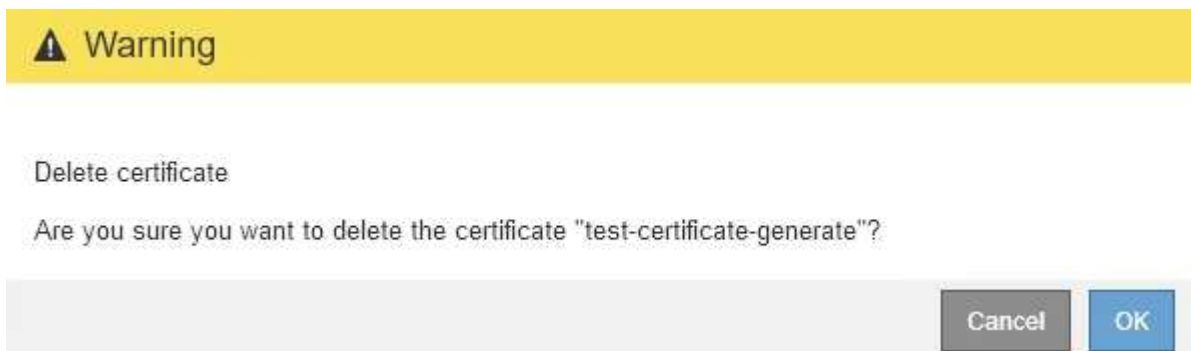 Warning
Delete certificate
Are you sure you want to delete the certificate "test-certificate-generate"?
Cancel OK